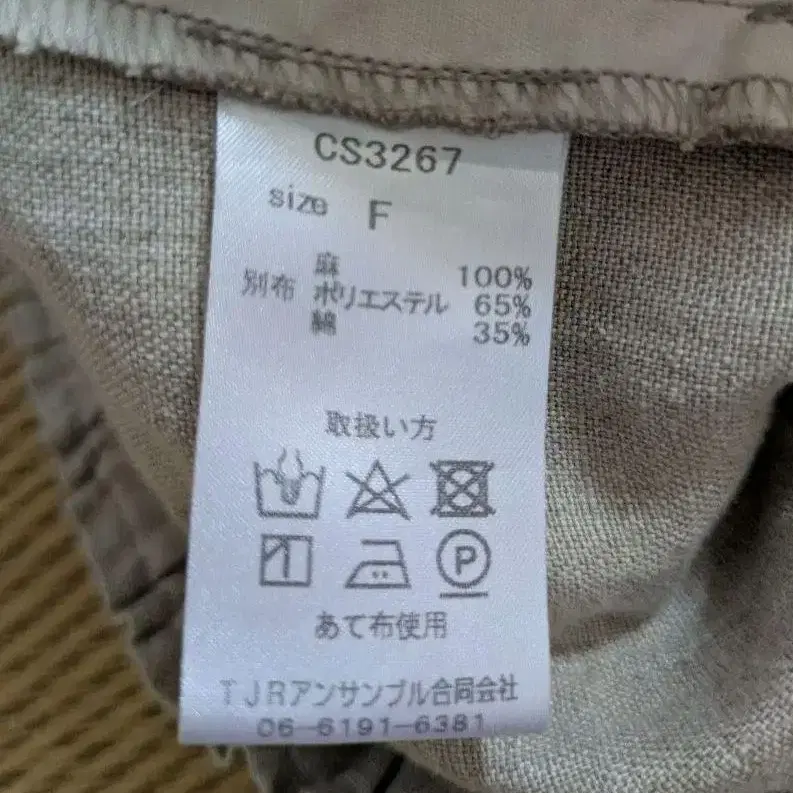 CS3267
size F
麻 100%
別布 ポリエステル 65%
綿 35%
取扱い方
P
あて布使用
TJRアンサンブル合同会社
06-6191-6381